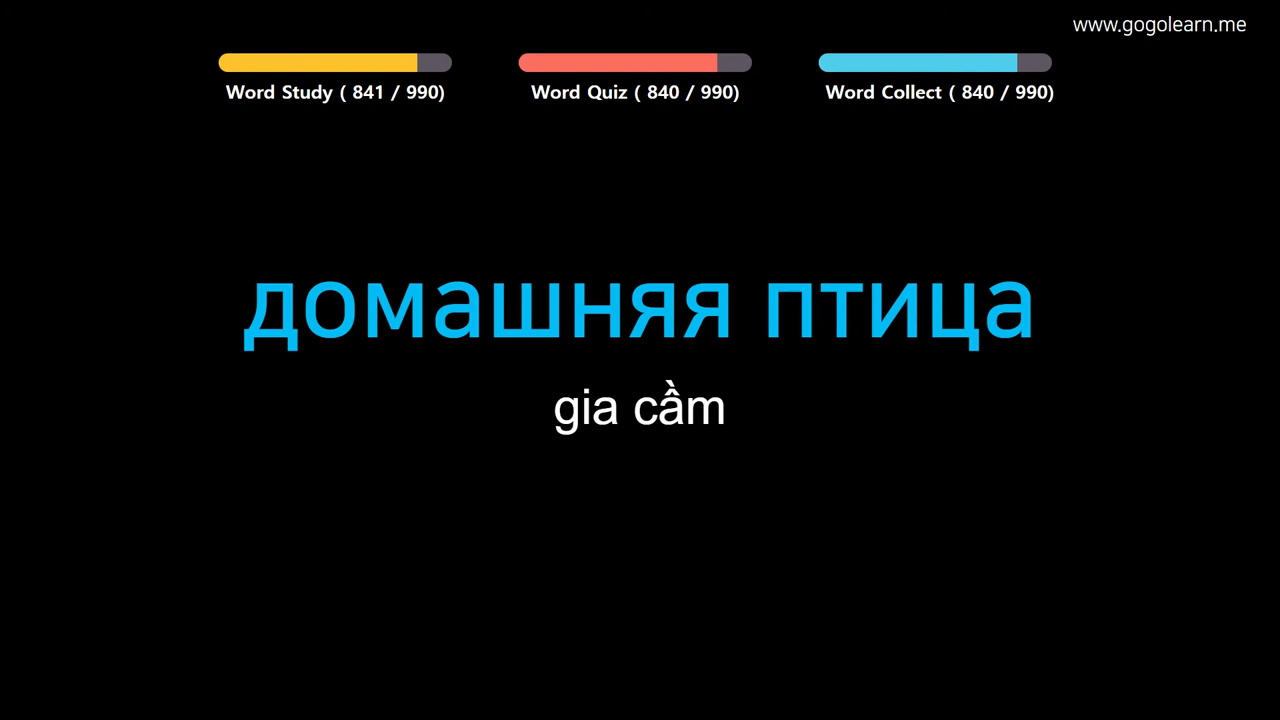 www.gogolearn.me
Word Study ( 841 / 990)
Word Quiz ( 840 / 990)
Word Collect ( 840 / 990)
домашняя птица
gia cầm